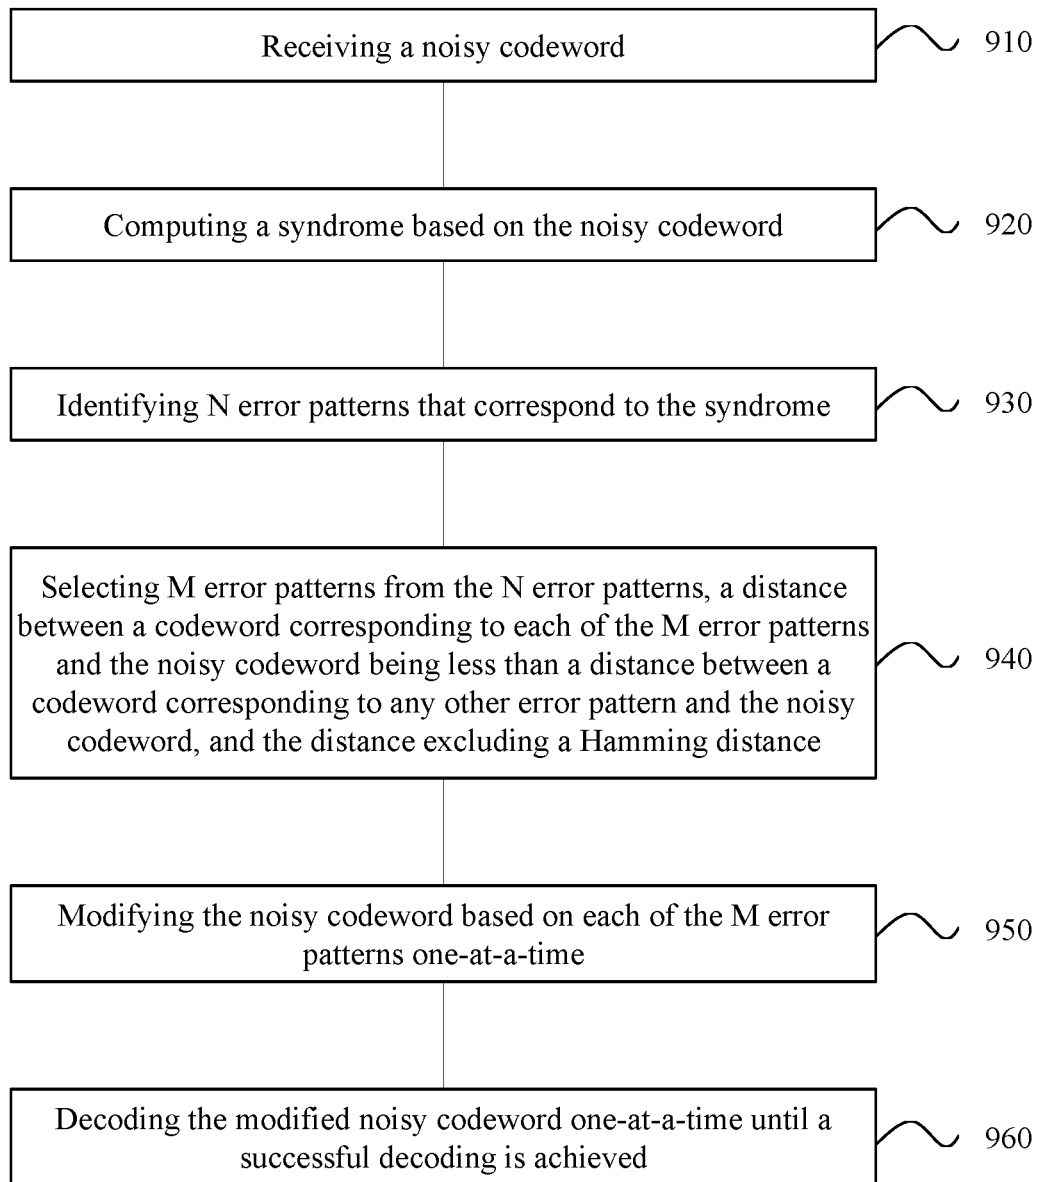 Receiving a noisy codeword
910
Computing a syndrome based on the noisy codeword
920
Identifying N error patterns that correspond to the syndrome
930
Selecting M error patterns from the N error patterns, a distance
between a codeword corresponding to each of the M error patterns
and the noisy codeword being less than a distance between a
codeword corresponding to any other error pattern and the noisy
codeword, and the distance excluding a Hamming distance
940
Modifying the noisy codeword based on each of the M error
patterns one-at-a-time
950
Decoding the modified noisy codeword one-at-a-time until a
successful decoding is achieved
960